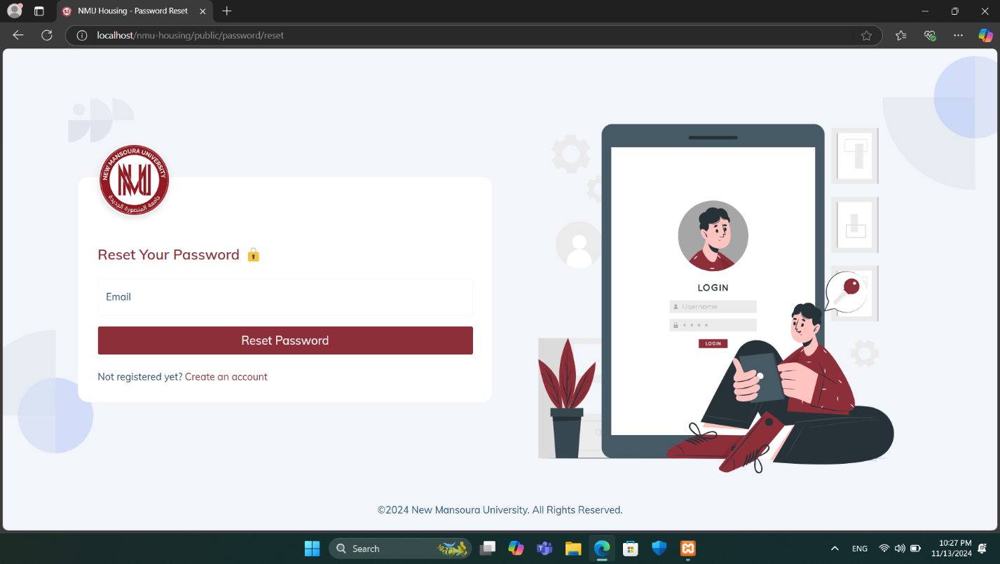 NMU Housing - Password Reset
localhost/nmu-housing/public/password/reset
NEW MANSOURA UNIVERSITY
NMU
جامعة المنصورة الجديدة
Reset Your Password
Email
Reset Password
Not registered yet? Create an account
LOGIN
Username
LOGIN
©2024 New Mansoura University. All Rights Reserved.
Search
ENG
10:27 PM
11/13/2024